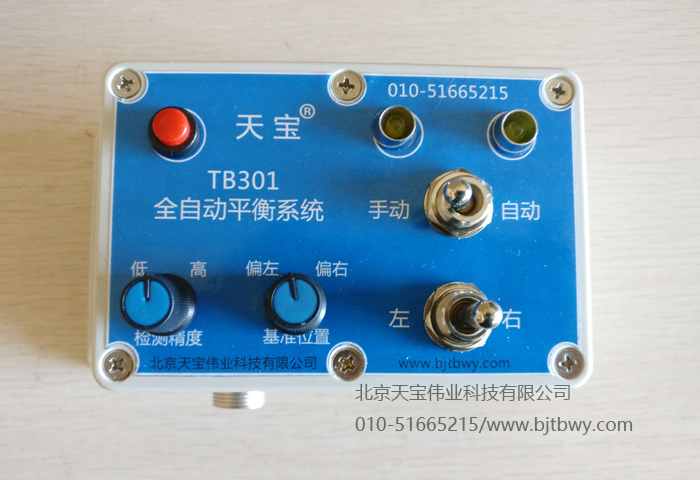 010-51665215
天宝®
TB301
全自动平衡系统
手动 自动
低 高 偏左 偏右
左 右
检测精度 基准位置
北京天宝伟业科技有限公司 www.bjtbwy.com
北京天宝伟业科技有限公司
010-51665215/www.bjtbwy.com